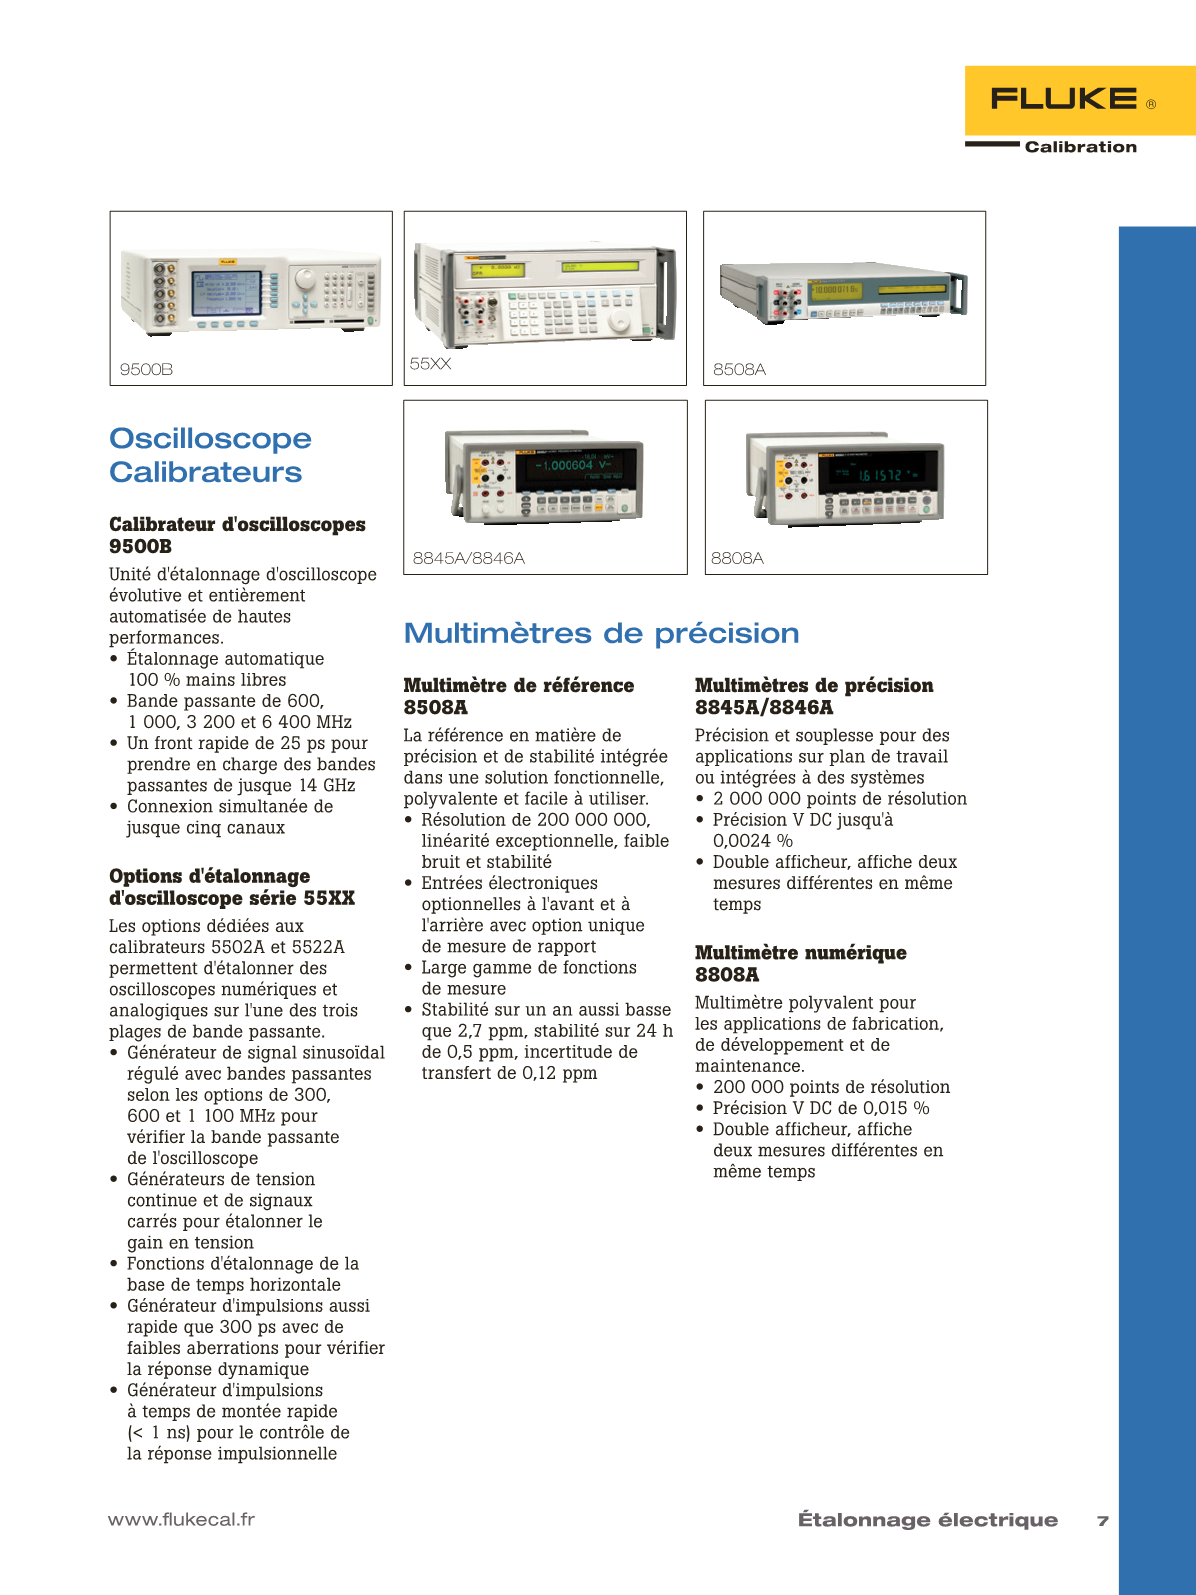 FLUKE ®
Calibration
9500B
55XX
8508A
8845A/8846A
8808A
Oscilloscope
Calibrateurs
Calibrateur d'oscilloscopes
9500B
Unité d'étalonnage d'oscilloscope
évolutive et entièrement
automatisée de hautes
performances.
• Étalonnage automatique
100 % mains libres
• Bande passante de 600,
1 000, 3 200 et 6 400 MHz
• Un front rapide de 25 ps pour
prendre en charge des bandes
passantes de jusque 14 GHz
• Connexion simultanée de
jusque cinq canaux
Options d'étalonnage
d'oscilloscope série 55XX
Les options dédiées aux
calibrateurs 5502A et 5522A
permettent d'étalonner des
oscilloscopes numériques et
analogiques sur l'une des trois
plages de bande passante.
• Générateur de signal sinusoïdal
régulé avec bandes passantes
selon les options de 300,
600 et 1 100 MHz pour
vérifier la bande passante
de l'oscilloscope
• Générateurs de tension
continue et de signaux
carrés pour étalonner le
gain en tension
• Fonctions d'étalonnage de la
base de temps horizontale
• Générateur d'impulsions aussi
rapide que 300 ps avec de
faibles aberrations pour vérifier
la réponse dynamique
• Générateur d'impulsions
à temps de montée rapide
(< 1 ns) pour le contrôle de
la réponse impulsionnelle
Multimètres de précision
Multimètre de référence
8508A
La référence en matière de
précision et de stabilité intégrée
dans une solution fonctionnelle,
polyvalente et facile à utiliser.
• Résolution de 200 000 000,
linéarité exceptionnelle, faible
bruit et stabilité
• Entrées électroniques
optionnelles à l'avant et à
l'arrière avec option unique
de mesure de rapport
• Large gamme de fonctions
de mesure
• Stabilité sur un an aussi basse
que 2,7 ppm, stabilité sur 24 h
de 0,5 ppm, incertitude de
transfert de 0,12 ppm
Multimètres de précision
8845A/8846A
Précision et souplesse pour des
applications sur plan de travail
ou intégrées à des systèmes
• 2 000 000 points de résolution
• Précision V DC jusqu'à
0,0024 %
• Double afficheur, affiche deux
mesures différentes en même
temps
Multimètre numérique
8808A
Multimètre polyvalent pour
les applications de fabrication,
de développement et de
maintenance.
• 200 000 points de résolution
• Précision V DC de 0,015 %
• Double afficheur, affiche
deux mesures différentes en
même temps
www.flukecal.fr
Étalonnage électrique 7